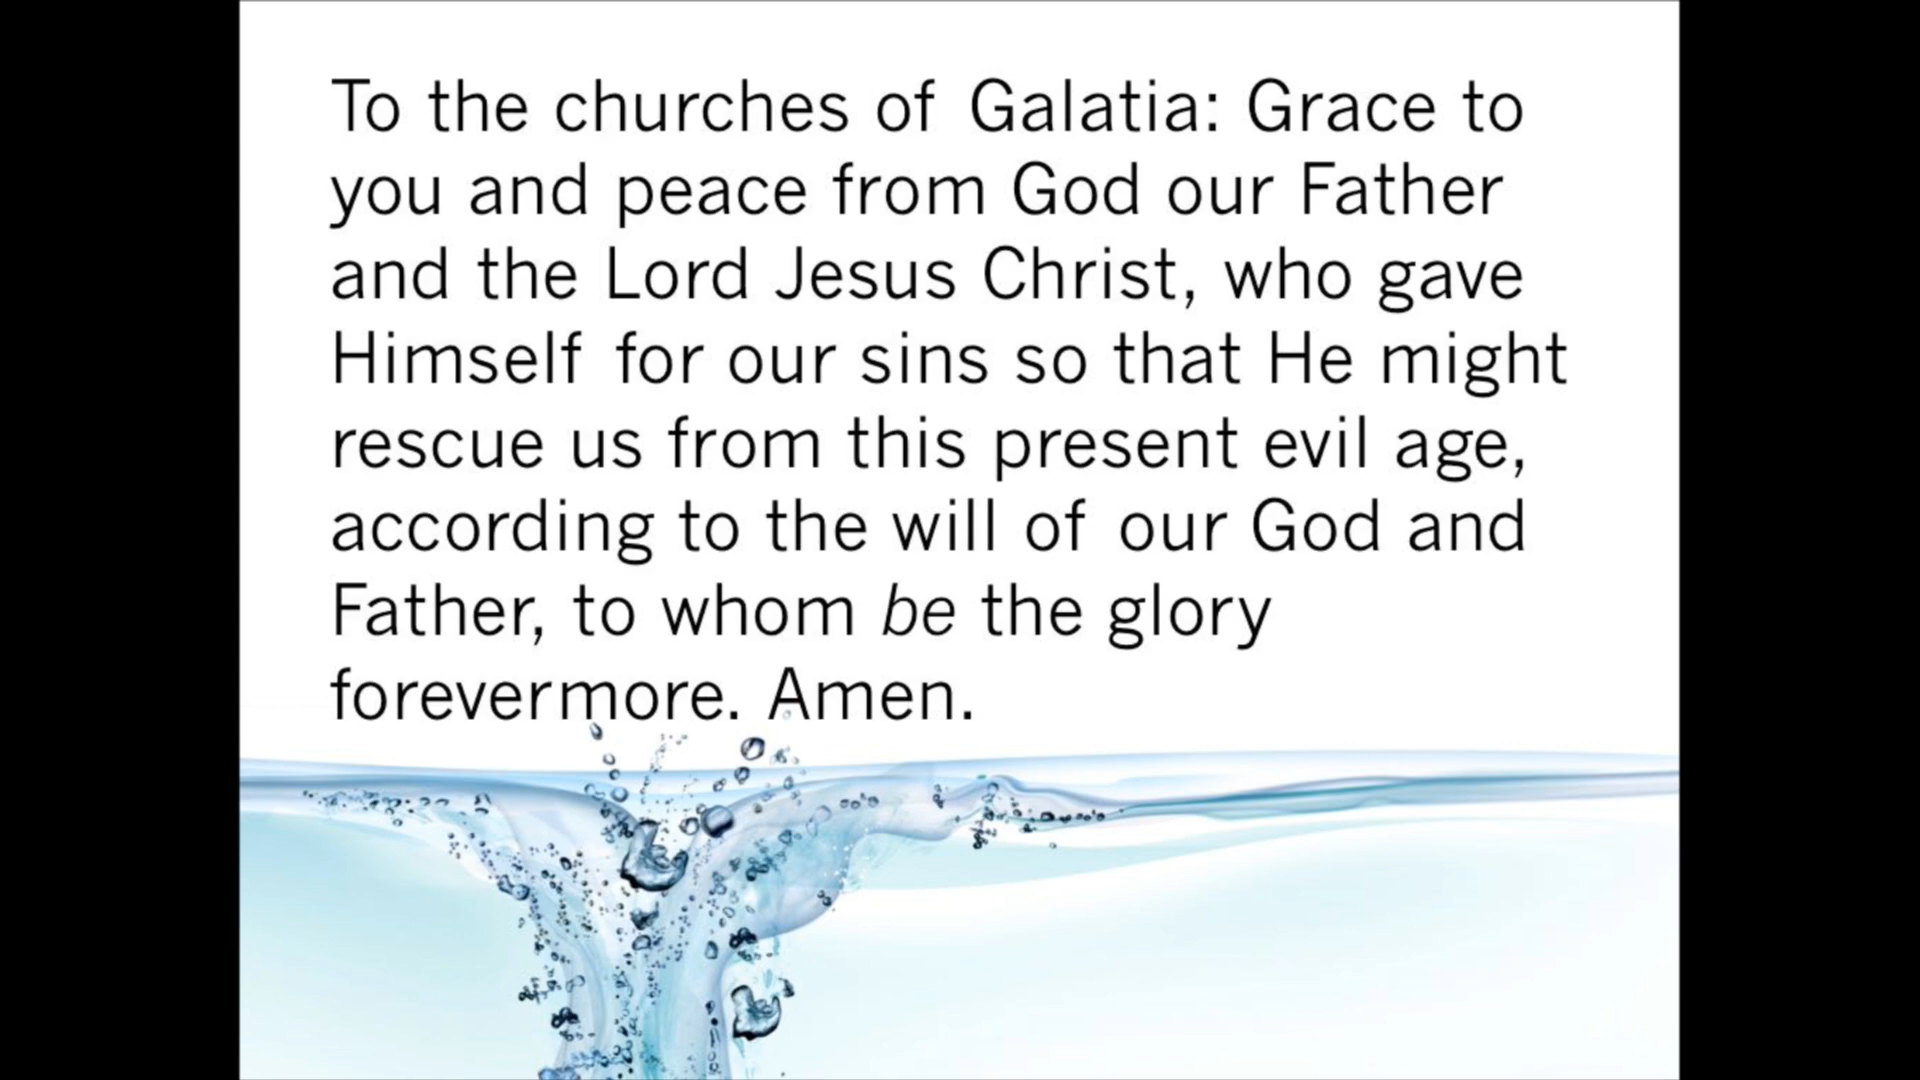 To the churches of Galatia: Grace to
you and peace from God our Father
and the Lord Jesus Christ, who gave
Himself for our sins so that He might
rescue us from this present evil age,
according to the will of our God and
Father, to whom be the glory
forevermore. Amen.